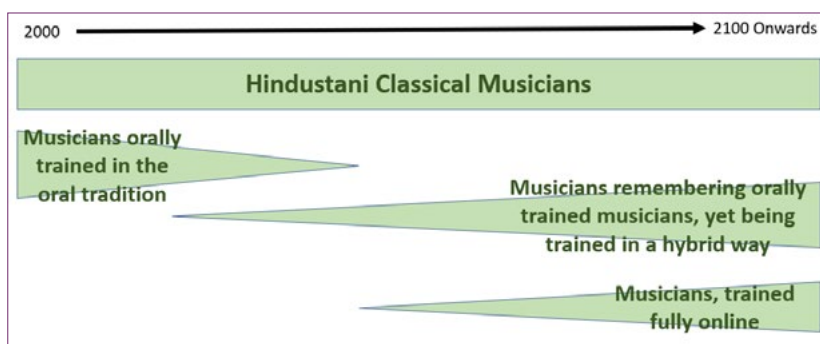 2000
2100 Onwards
Hindustani Classical Musicians
Musicians orally
trained in the
oral tradition
Musicians remembering orally
trained musicians, yet being
trained in a hybrid way
Musicians, trained
fully online